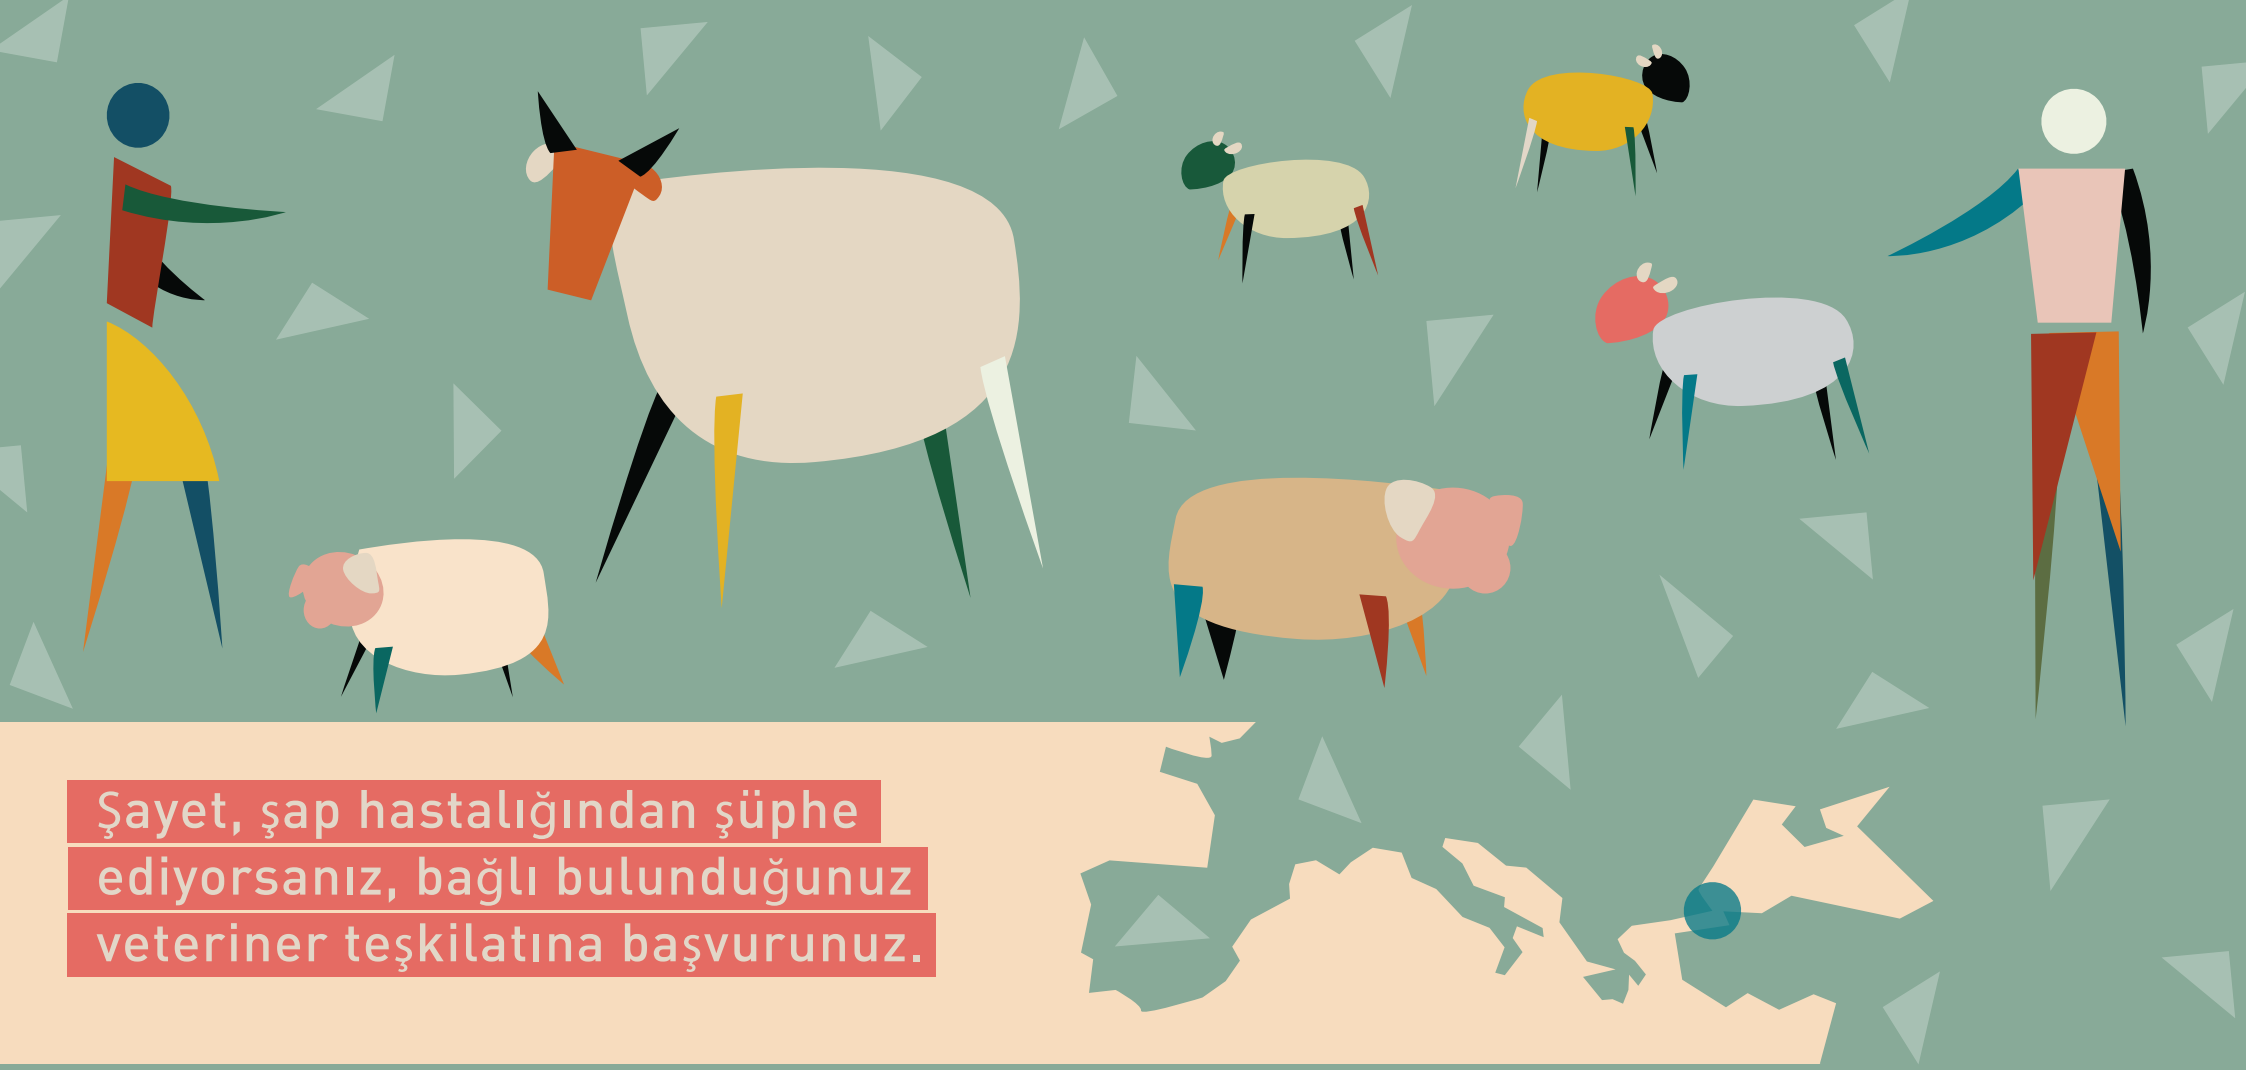 Şayet, şap hastalığından şüphe
ediyorsanız, bağlı bulunduğunuz
veteriner teşkilatına başvurunuz.